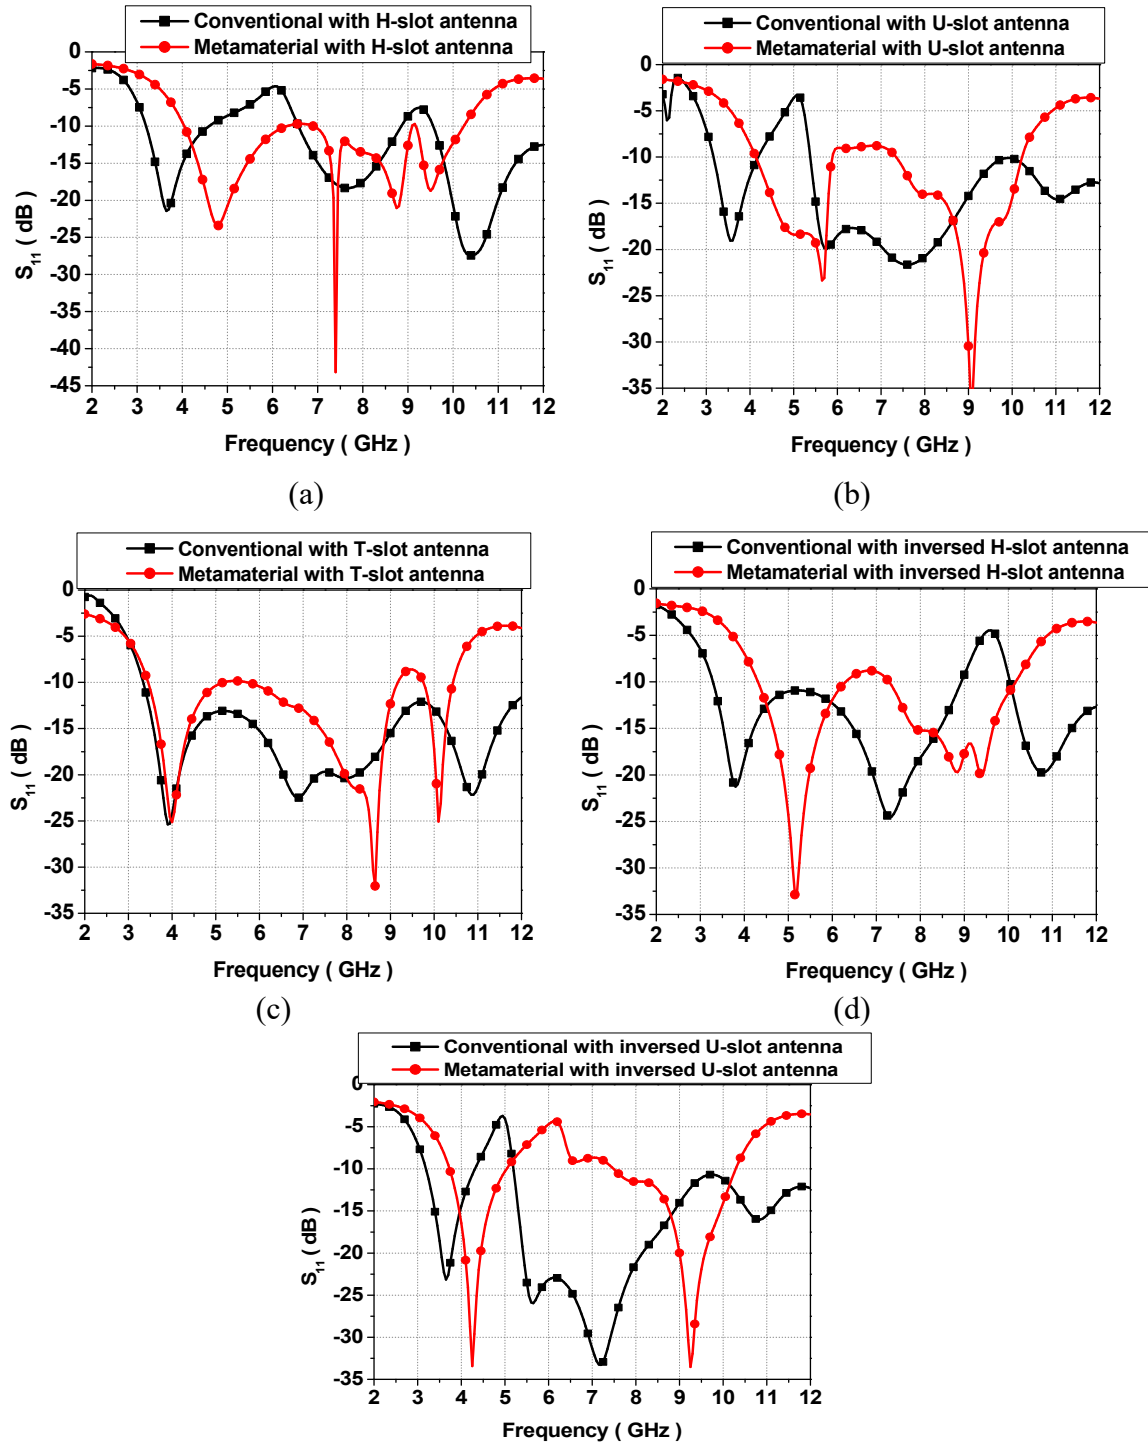 Conventional with H-slot antenna
Metamaterial with H-slot antenna
0
-5
-10
-15
-20
-25
-30
-35
-40
-45
S11 ( dB )
2 3 4 5 6 7 8 9 10 11 12
Frequency ( GHz )
(a)
Conventional with U-slot antenna
Metamaterial with U-slot antenna
0
-5
-10
-15
-20
-25
-30
-35
S11 ( dB )
2 3 4 5 6 7 8 9 10 11 12
Frequency ( GHz )
(b)
Conventional with T-slot antenna
Metamaterial with T-slot antenna
0
-5
-10
-15
-20
-25
-30
-35
S11 ( dB )
2 3 4 5 6 7 8 9 10 11 12
Frequency ( GHz )
(c)
Conventional with inversed H-slot antenna
Metamaterial with inversed H-slot antenna
0
-5
-10
-15
-20
-25
-30
-35
S11 ( dB )
2 3 4 5 6 7 8 9 10 11 12
Frequency ( GHz )
(d)
Conventional with inversed U-slot antenna
Metamaterial with inversed U-slot antenna
0
-5
-10
-15
-20
-25
-30
-35
S11 ( dB )
2 3 4 5 6 7 8 9 10 11 12
Frequency ( GHz )